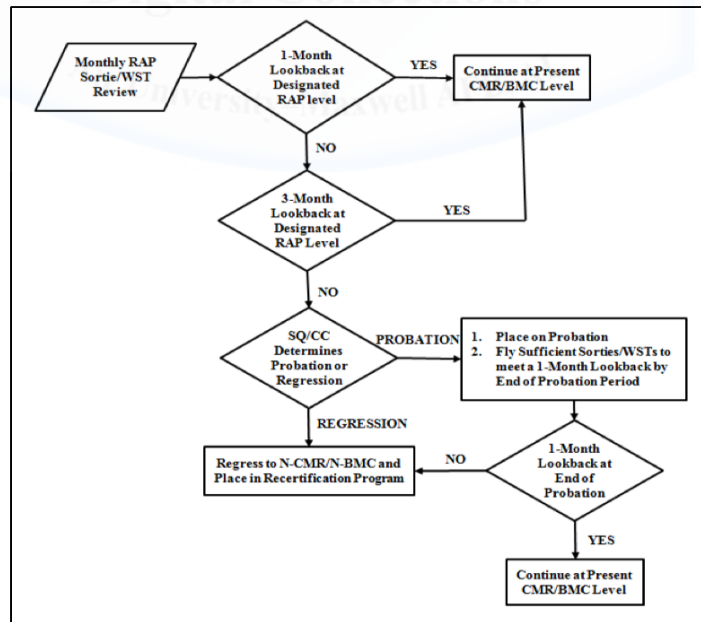 Monthly RAP
Sortie/WST
Review
1-Month
Lookback at
Designated
RAP level
YES
Continue at Present
CMR/BMC Level
NO
3-Month
Lookback at
Designated
RAP Level
YES
NO
SQ/CC
Determines
Probation or
Regression
PROBATION
1. Place on Probation
2. Fly Sufficient Sorties/WSTs to
meet a 1-Month Lookback by
End of Probation Period
REGRESSION
Regress to N-CMR/N-BMC and
Place in Recertification Program
NO
1-Month
Lookback at
End of
Probation
YES
Continue at Present
CMR/BMC Level